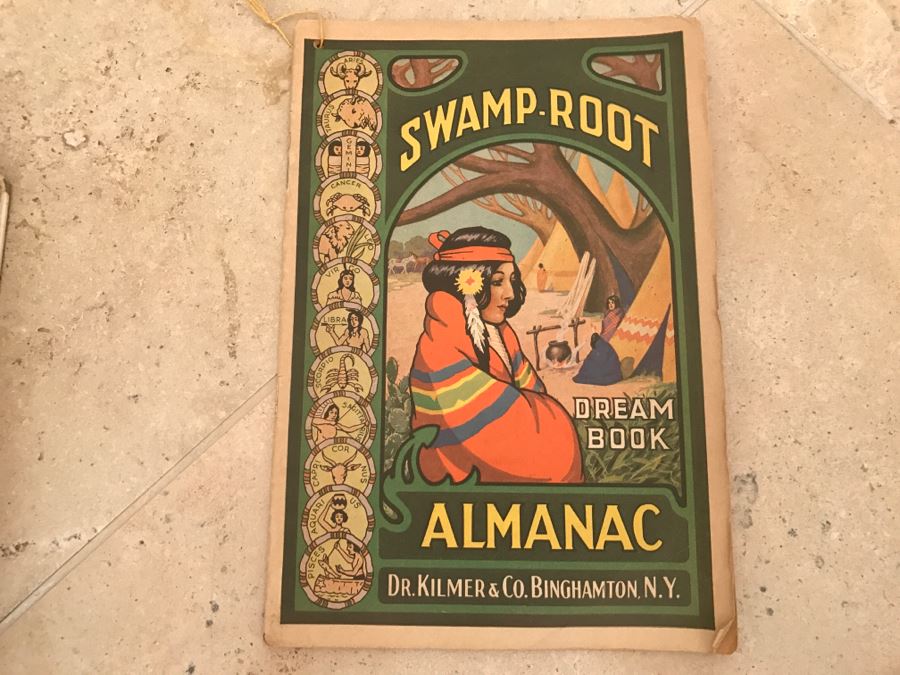 SWAMP-ROOT
DREAM
BOOK
ALMANAC
DR. KILMER & CO. BINGHAMTON, N.Y.
ARIES
TAURUS
GEMINI
CANCER
LEO
VIRGO
LIBRA
SCORPIO
SAGITTARIUS
CAPRICORNUS
AQUARIUS
PISCES